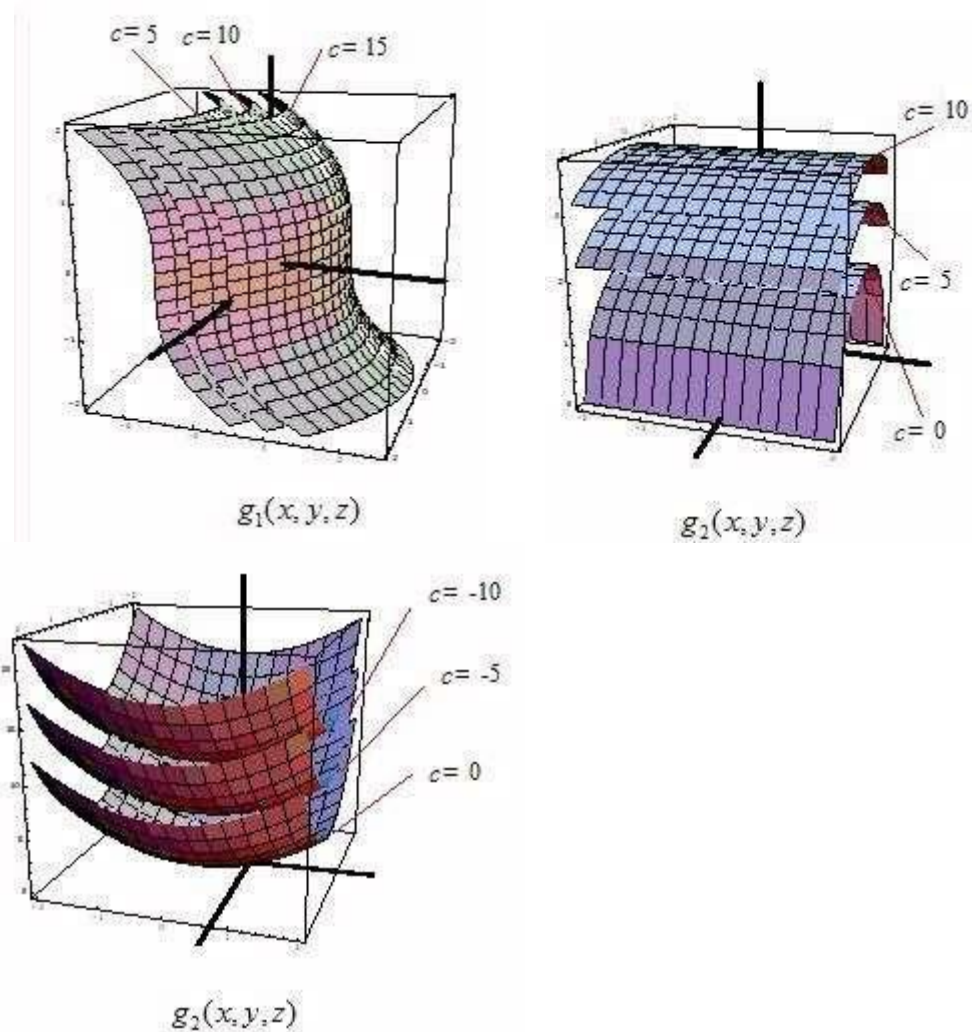 c= 5 c= 10 c= 15
g₁(x, y, z)
c= 10
c= 5
c= 0
g₂(x, y, z)
c= -10
c= -5
c= 0
g₂(x, y, z)